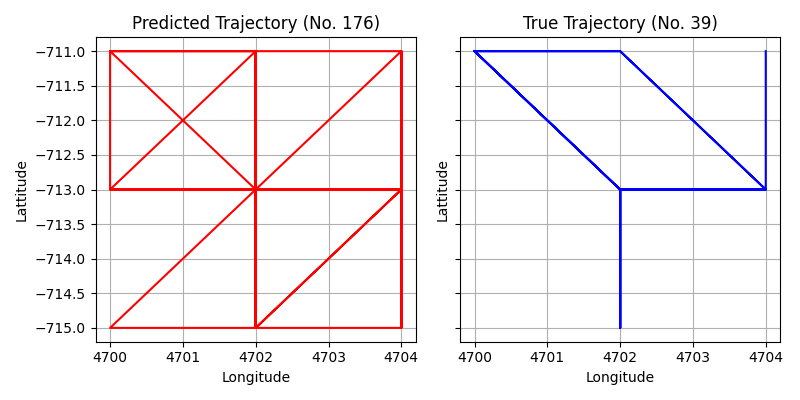 Predicted Trajectory (No. 176)
True Trajectory (No. 39)
−711.0
−711.5
−712.0
−712.5
−713.0
−713.5
−714.0
−714.5
−715.0
Lattitude
Lattitude
4700 4701 4702 4703 4704
4700 4701 4702 4703 4704
Longitude
Longitude